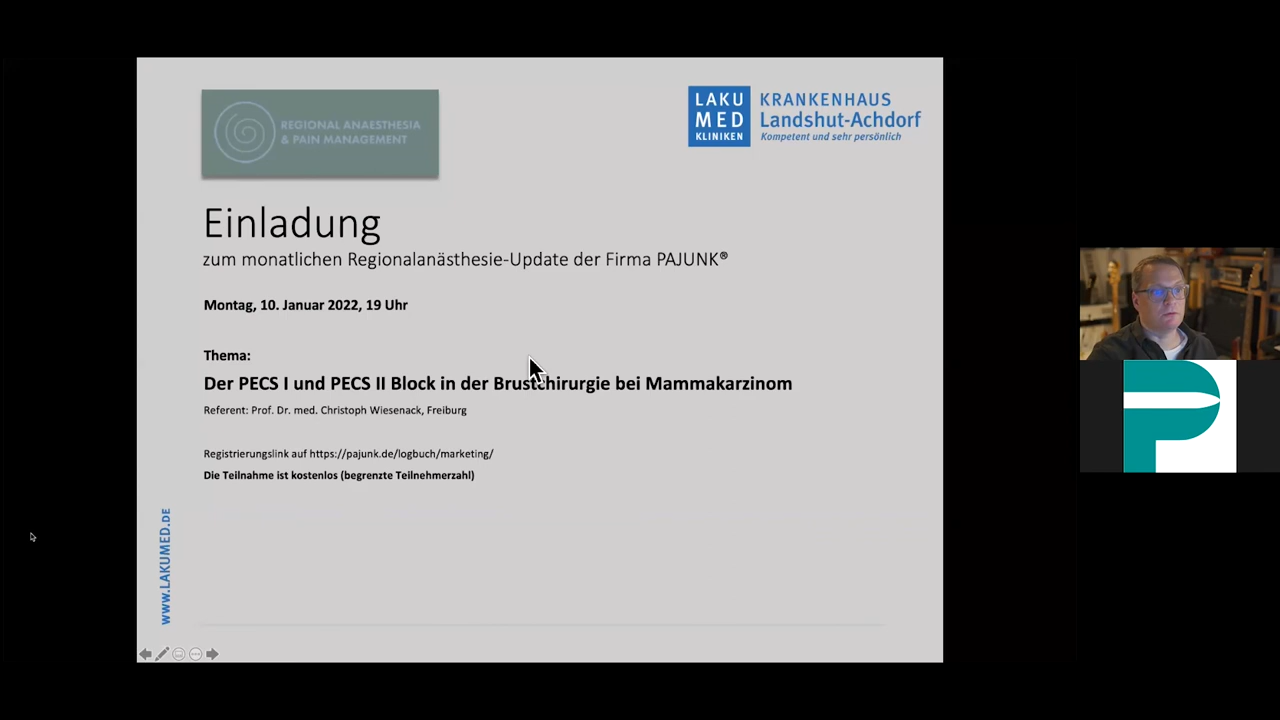 REGIONAL ANAESTHESIA
& PAIN MANAGEMENT
LAKU
MED
KLINIKEN
KRANKENHAUS
Landshut-Achdorf
Kompetent und sehr persönlich
Einladung
zum monatlichen Regionalanästhesie-Update der Firma PAJUNK®
Montag, 10. Januar 2022, 19 Uhr
Thema:
Der PECS I und PECS II Block in der Brustchirurgie bei Mammakarzinom
Referent: Prof. Dr. med. Christoph Wiesenack, Freiburg
Registrierungslink auf https://pajunk.de/logbuch/marketing/
Die Teilnahme ist kostenlos (begrenzte Teilnehmerzahl)
WWW.LAKUMED.DE